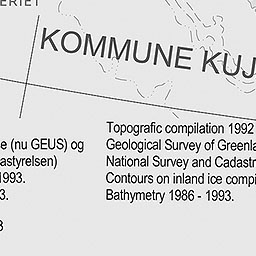 ERIET
KOMMUNE KUJ
e (nu GEUS) og
astyrelsen)
1993.
3.
3
Topografic compilation 1992
Geological Survey of Greenla
National Survey and Cadastr
Contours on inland ice compi
Bathymetry 1986 - 1993.